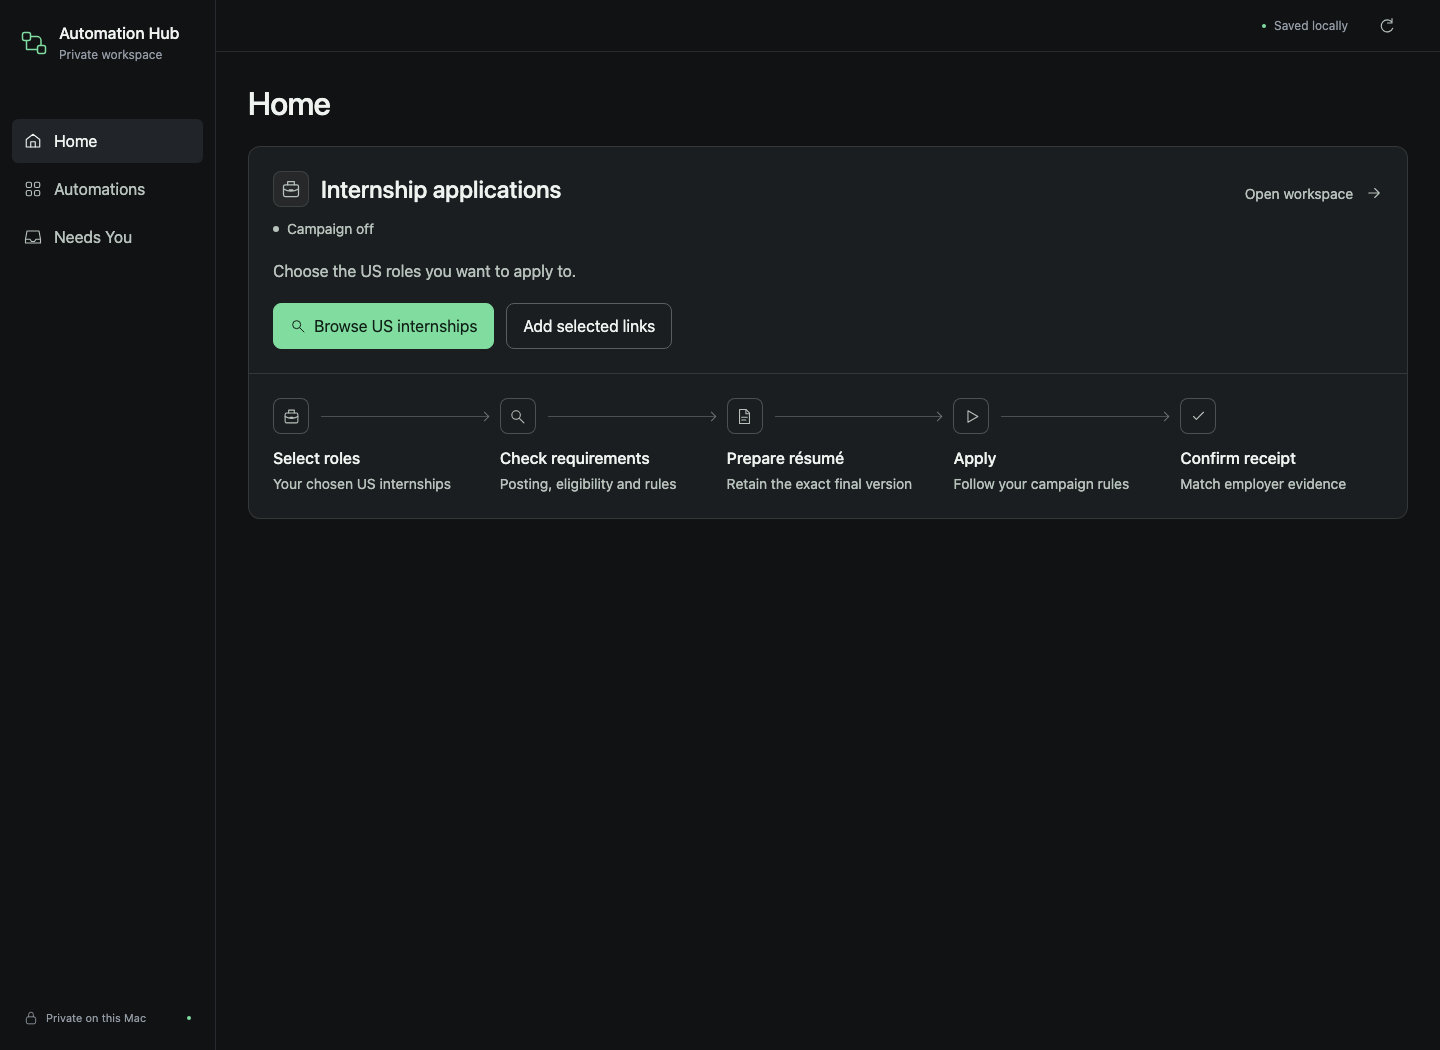 Automation Hub
Private workspace
Saved locally
Home
Automations
Needs You
Home
Internship applications
Open workspace
Campaign off
Choose the US roles you want to apply to.
Browse US internships
Add selected links
Select roles
Your chosen US internships
Check requirements
Posting, eligibility and rules
Prepare résumé
Retain the exact final version
Apply
Follow your campaign rules
Confirm receipt
Match employer evidence
Private on this Mac